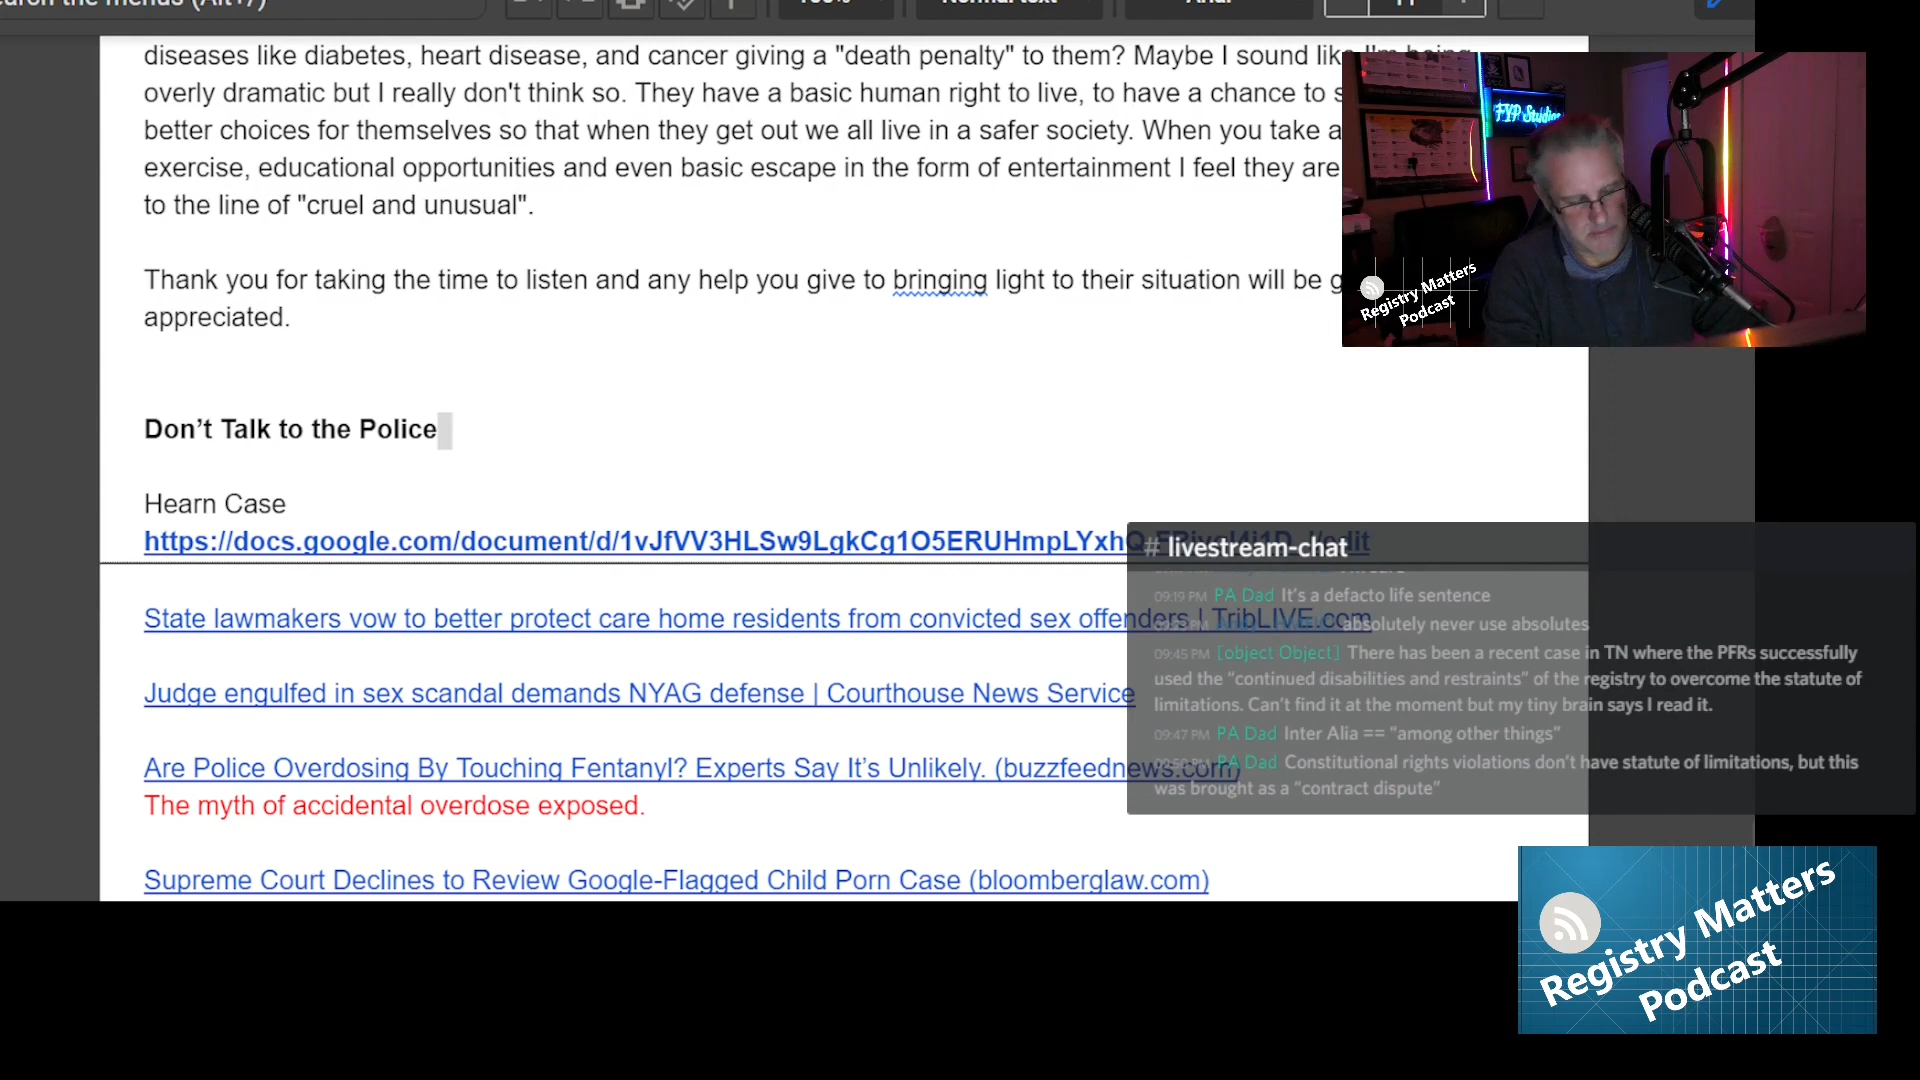 arch the menus (Alt+/)
100%
Normal text
Arial
diseases like diabetes, heart disease, and cancer giving a "death penalty" to them? Maybe I sound like I'm being
overly dramatic but I really don't think so. They have a basic human right to live, to have a chance to
better choices for themselves so that when they get out we all live in a safer society. When you take a
exercise, educational opportunities and even basic escape in the form of entertainment I feel they are
to the line of "cruel and unusual".
Thank you for taking the time to listen and any help you give to bringing light to their situation will be g
appreciated.
FYP Studios
Registry Matters
Podcast
Don’t Talk to the Police
Hearn Case
https://docs.google.com/document/d/1vJfVV3HLSw9LgkCg1O5ERUHmpLYxhQ
State lawmakers vow to better protect care home residents from convicted sex offenders | TribLIVE.com
Judge engulfed in sex scandal demands NYAG defense | Courthouse News Service
Are Police Overdosing By Touching Fentanyl? Experts Say It’s Unlikely. (buzzfeednews.com)
The myth of accidental overdose exposed.
Supreme Court Declines to Review Google-Flagged Child Porn Case (bloomberglaw.com)
# livestream-chat
09:19 PM PA Dad It's a defacto life sentence
absolutely never use absolutes
09:45 PM [object Object] There has been a recent case in TN where the PFRs successfully
used the “continued disabilities and restraints” of the registry to overcome the statute of
limitations. Can't find it at the moment but my tiny brain says I read it.
09:47 PM PA Dad Inter Alia == “among other things”
PA Dad Constitutional rights violations don't have statute of limitations, but this
was brought as a “contract dispute”
Registry Matters
Podcast